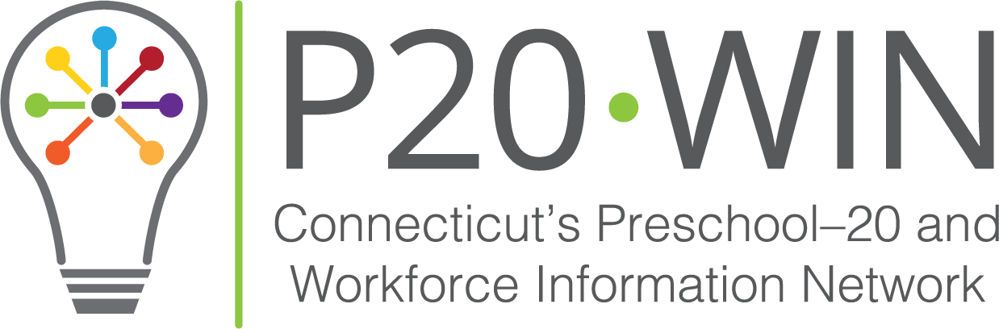 P20·WIN
Connecticut’s Preschool–20 and
Workforce Information Network